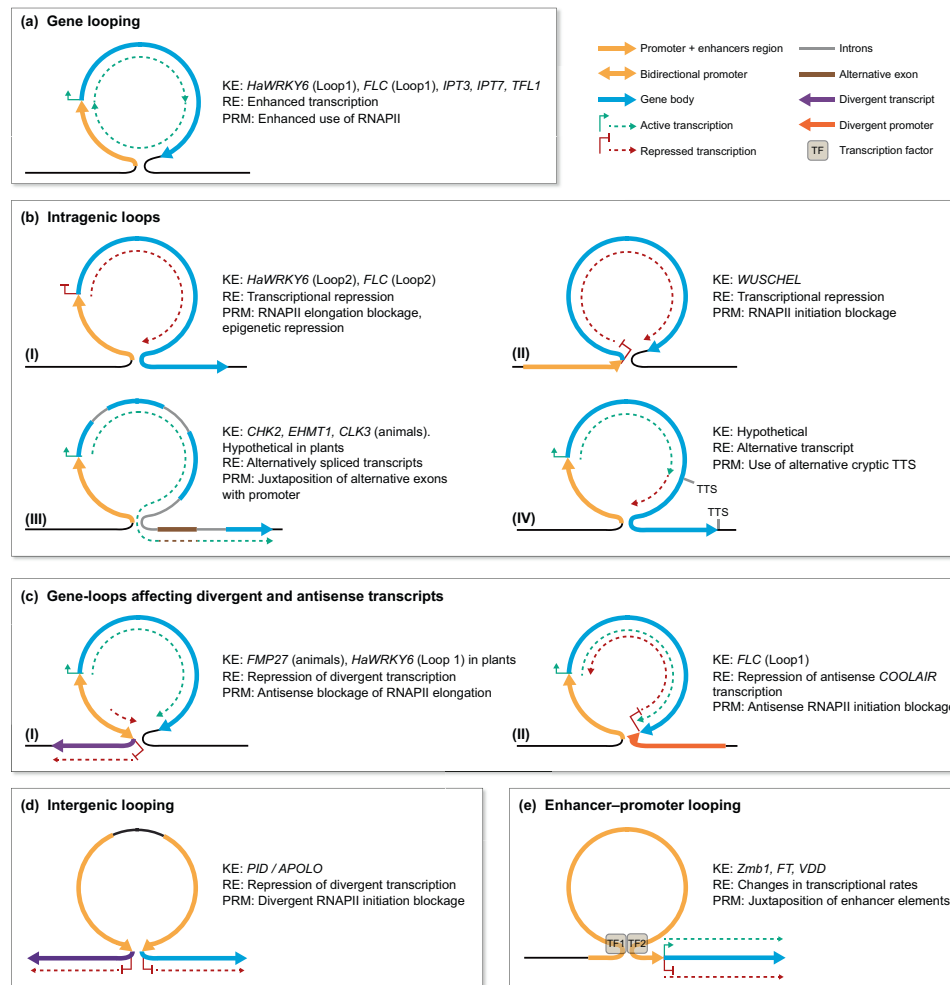 (a) Gene looping
KE: HaWRKY6 (Loop1), FLC (Loop1), IPT3, IPT7, TFL1
RE: Enhanced transcription
PRM: Enhanced use of RNAPII
Promoter + enhancers region
Bidirectional promoter
Gene body
Active transcription
Repressed transcription
Introns
Alternative exon
Divergent transcript
Divergent promoter
TF Transcription factor
(b) Intragenic loops
KE: HaWRKY6 (Loop2), FLC (Loop2)
RE: Transcriptional repression
PRM: RNAPII elongation blockage,
epigenetic repression
(I)
KE: WUSCHEL
RE: Transcriptional repression
PRM: RNAPII initiation blockage
(II)
KE: CHK2, EHMT1, CLK3 (animals).
Hypothetical in plants
RE: Alternatively spliced transcripts
PRM: Juxtaposition of alternative exons
with promoter
(III)
KE: Hypothetical
RE: Alternative transcript
PRM: Use of alternative cryptic TTS
TTS
TTS
(IV)
(c) Gene-loops affecting divergent and antisense transcripts
KE: FMP27 (animals), HaWRKY6 (Loop 1) in plants
RE: Repression of divergent transcription
PRM: Antisense blockage of RNAPII elongation
(I)
KE: FLC (Loop1)
RE: Repression of antisense COOLAIR
transcription
PRM: Antisense RNAPII initiation blockage
(II)
(d) Intergenic looping
KE: PID / APOLO
RE: Repression of divergent transcription
PRM: Divergent RNAPII initiation blockage
(e) Enhancer–promoter looping
KE: Zmb1, FT, VDD
RE: Changes in transcriptional rates
PRM: Juxtaposition of enhancer elements
TF1 TF2